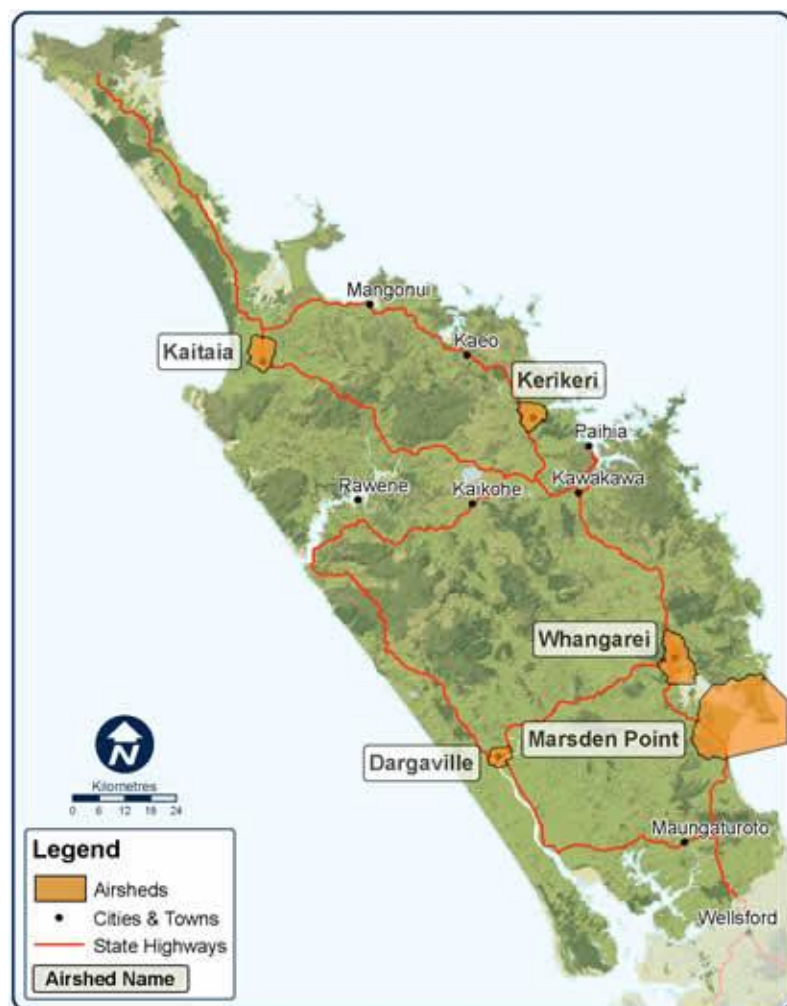 Mangonui
Kaeo
Kaitaia
Kerikeri
Paihia
Rawene
Kaikohe
Kawakawa
Whangarei
Marsden Point
Dargaville
N
Kilometres
0 6 12 18 24
Maungaturoto
Wellsford
Legend
Airsheds
Cities & Towns
State Highways
Airshed Name